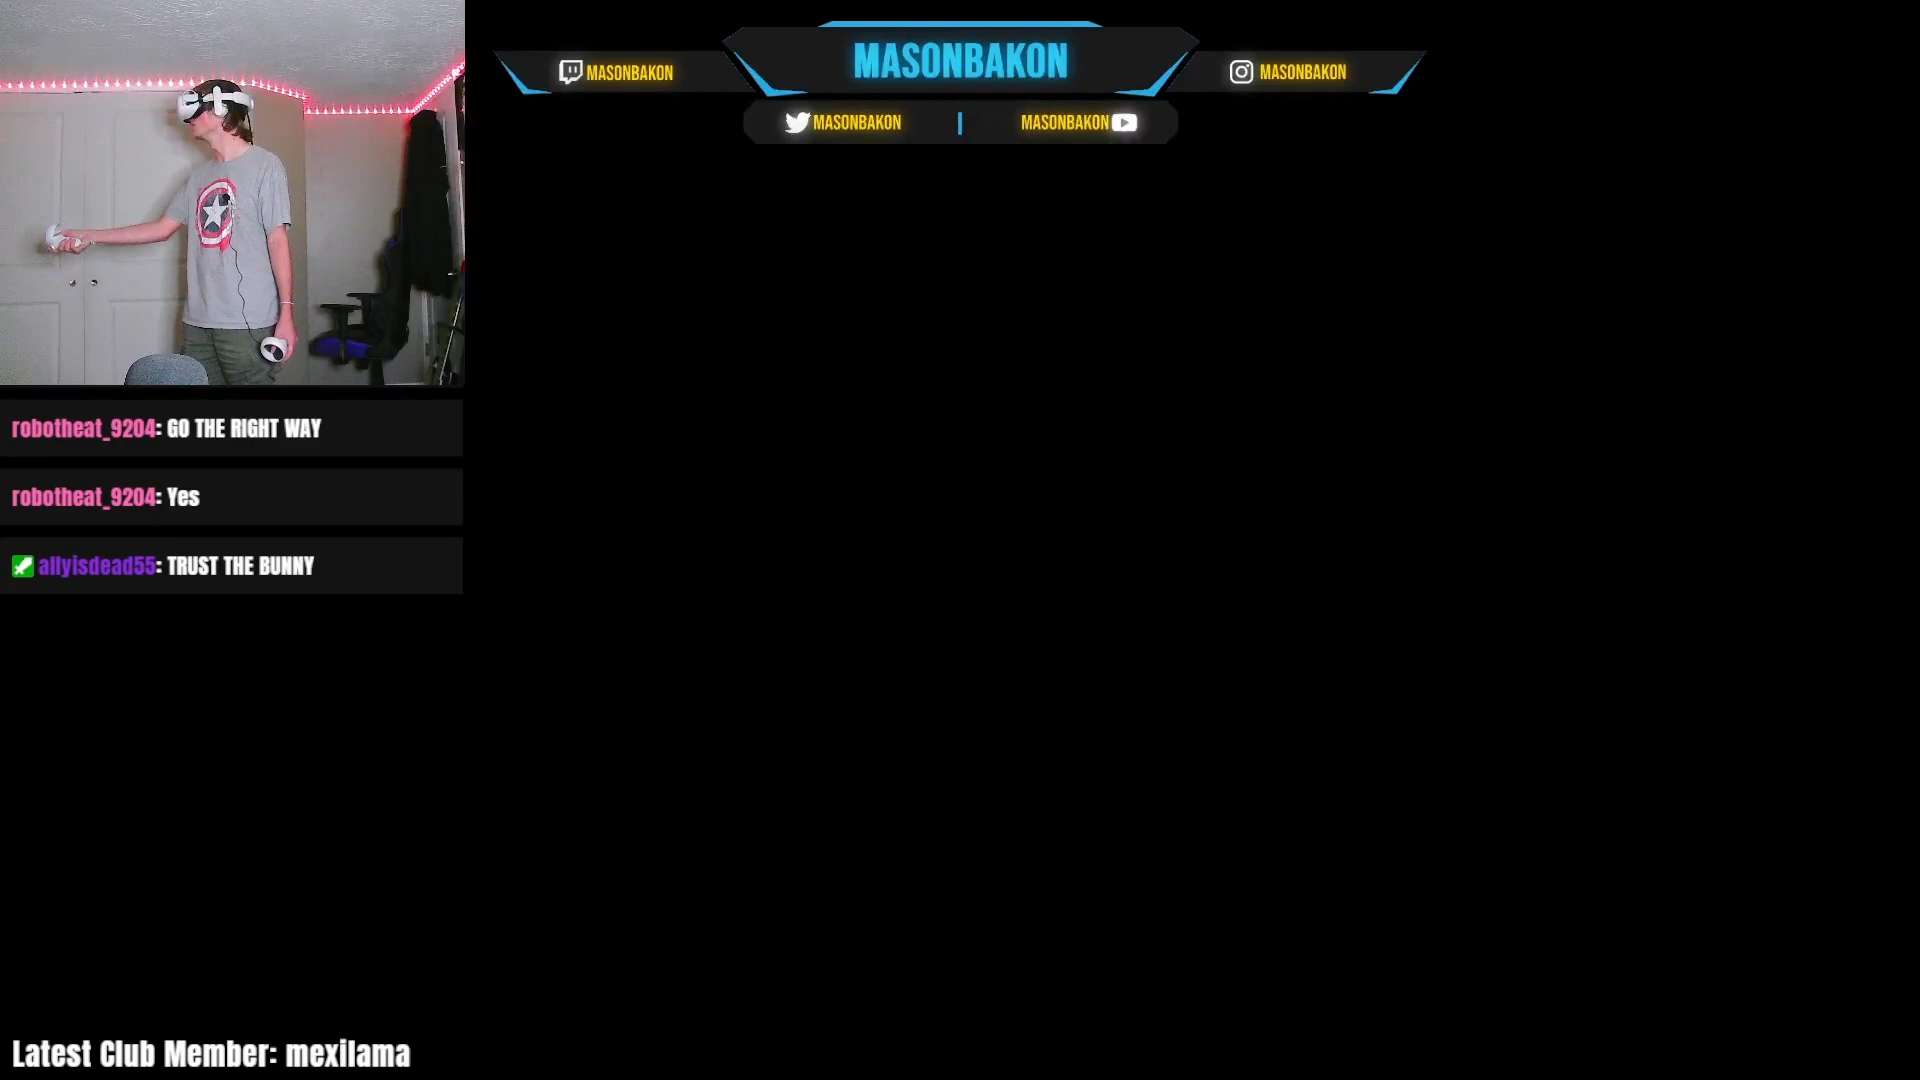 MASONBAKON
MASONBAKON
MASONBAKON
MASONBAKON
MASONBAKON
robotheat_9204: GO THE RIGHT WAY
robotheat_9204: Yes
allyisdead55: TRUST THE BUNNY
Latest Club Member: mexilama